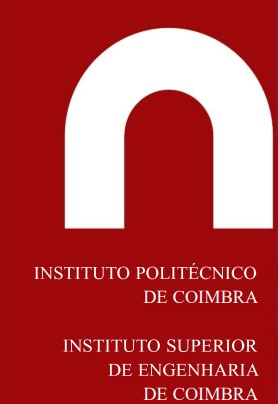 INSTITUTO POLITÉCNICO
DE COIMBRA
INSTITUTO SUPERIOR
DE ENGENHARIA
DE COIMBRA